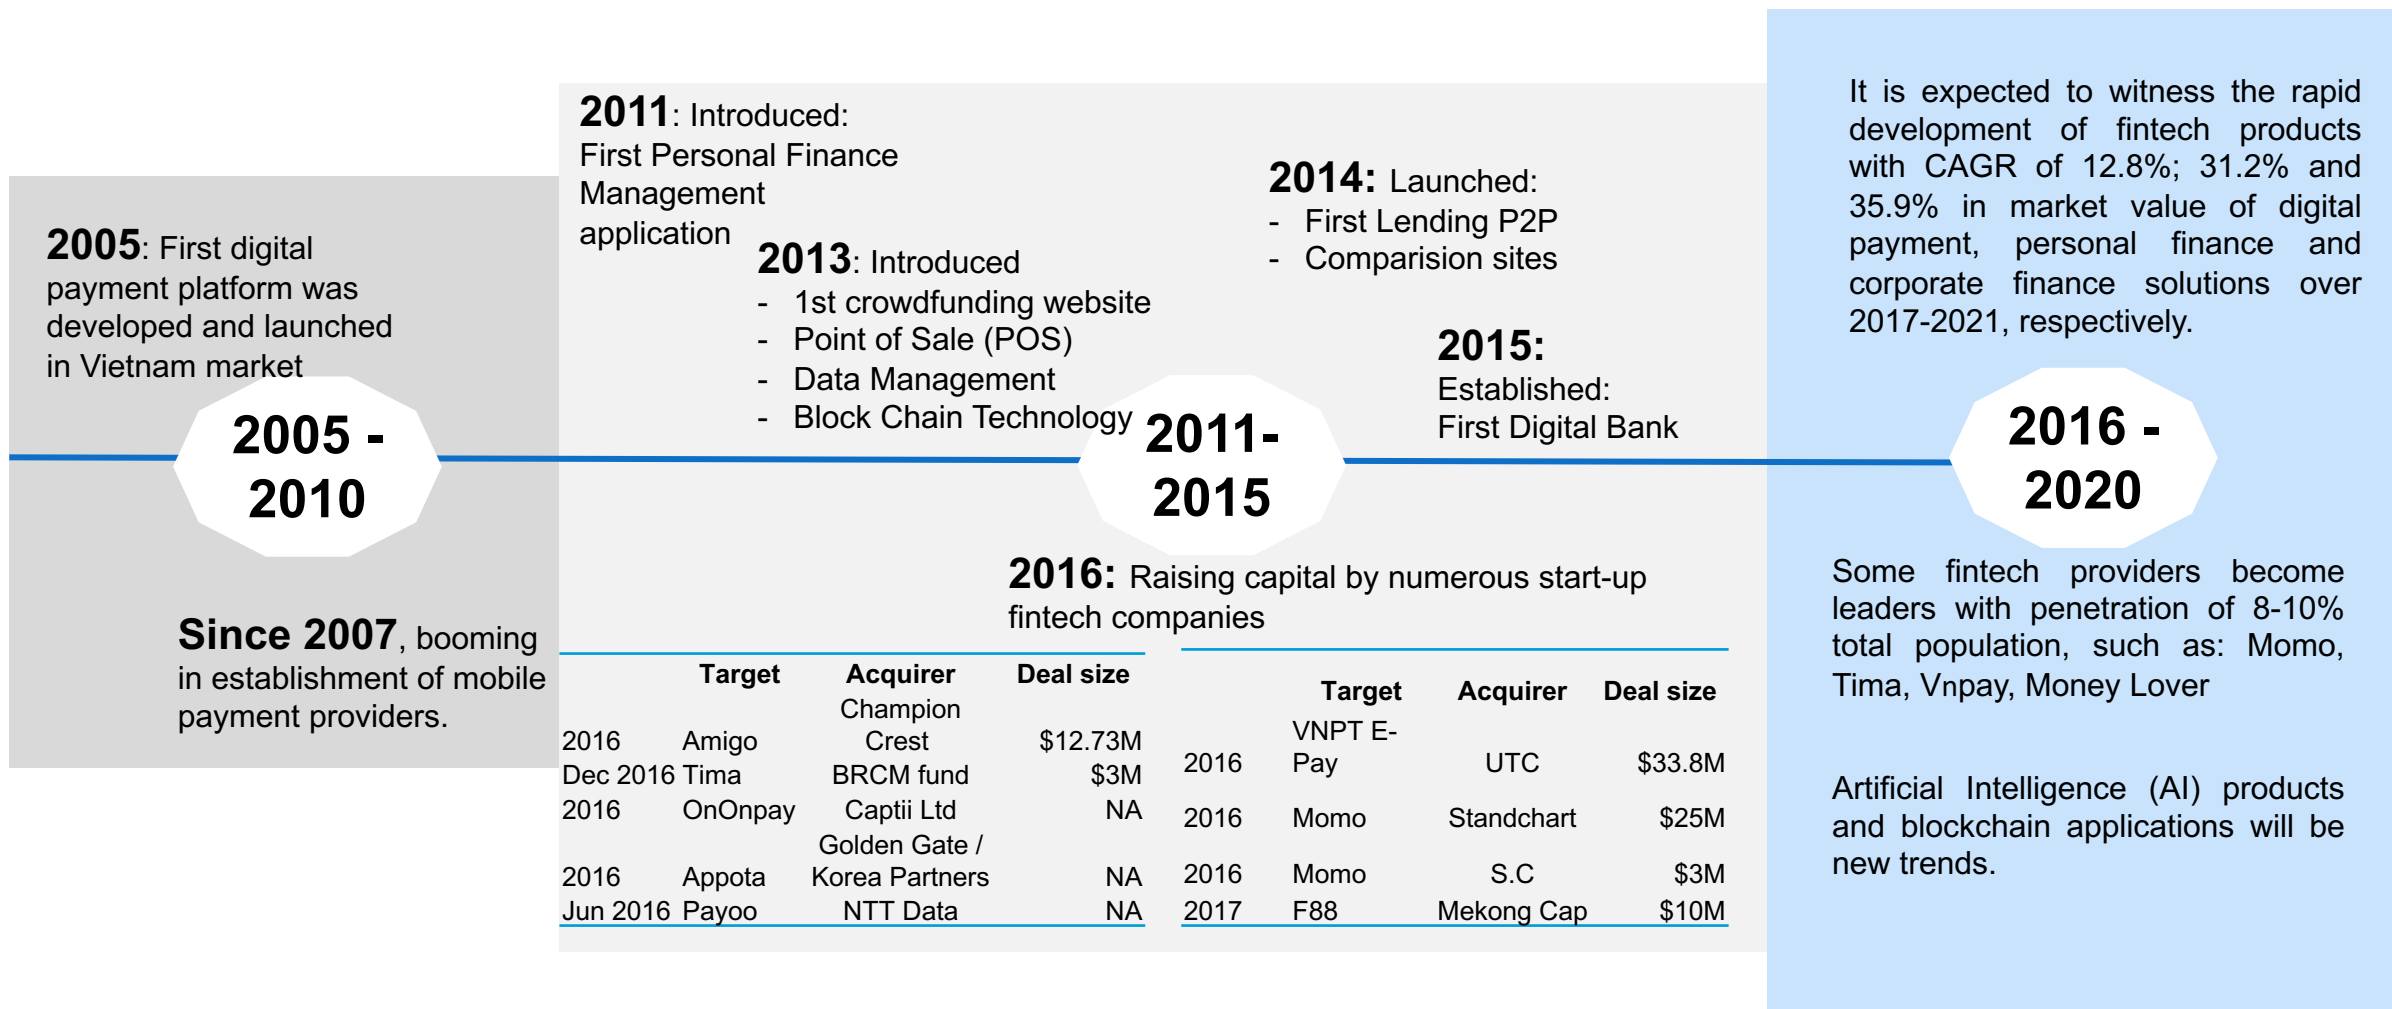 2005: First digital
payment platform was
developed and launched
in Vietnam market
2005 -
2010
Since 2007, booming
in establishment of mobile
payment providers.
2011: Introduced:
First Personal Finance
Management
application
2013: Introduced
- 1st crowdfunding website
- Point of Sale (POS)
- Data Management
- Block Chain Technology
2014: Launched:
- First Lending P2P
- Comparision sites
2015:
Established:
First Digital Bank
2011-
2015
2016: Raising capital by numerous start-up
fintech companies
Target Acquirer Deal size
Champion
2016 Amigo Crest $12.73M
Dec 2016 Tima BRCM fund $3M
2016 OnOnpay Captii Ltd NA
Golden Gate /
2016 Appota Korea Partners NA
Jun 2016 Payoo NTT Data NA
Target Acquirer Deal size
VNPT E-
2016 Pay UTC $33.8M
2016 Momo Standchart $25M
2016 Momo S.C $3M
2017 F88 Mekong Cap $10M
It is expected to witness the rapid
development of fintech products
with CAGR of 12.8%; 31.2% and
35.9% in market value of digital
payment, personal finance and
corporate finance solutions over
2017-2021, respectively.
2016 -
2020
Some fintech providers become
leaders with penetration of 8-10%
total population, such as: Momo,
Tima, Vnpay, Money Lover
Artificial Intelligence (AI) products
and blockchain applications will be
new trends.